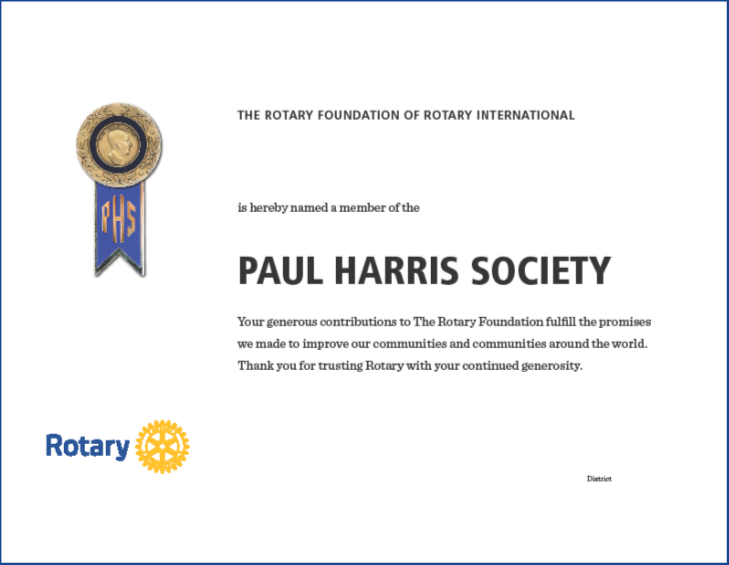 THE ROTARY FOUNDATION OF ROTARY INTERNATIONAL
is hereby named a member of the
PHS
PAUL HARRIS SOCIETY
Your generous contributions to The Rotary Foundation fulfill the promises
we made to improve our communities and communities around the world.
Thank you for trusting Rotary with your continued generosity.
Rotary
District